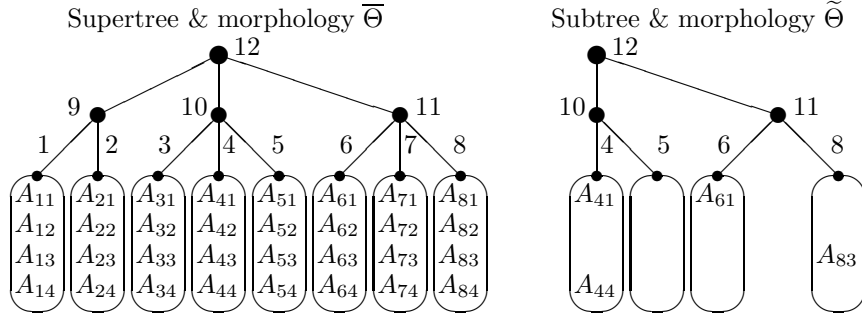 Supertree & morphology Θ̅ Subtree & morphology Θ̃
12 12
9 10 11 10 11
1 2 3 4 5 6 7 8 4 5 6 8
A₁₁ A₂₁ A₃₁ A₄₁ A₅₁ A₆₁ A₇₁ A₈₁ A₄₁ A₆₁
A₁₂ A₂₂ A₃₂ A₄₂ A₅₂ A₆₂ A₇₂ A₈₂
A₁₃ A₂₃ A₃₃ A₄₃ A₅₃ A₆₃ A₇₃ A₈₃ A₈₃
A₁₄ A₂₄ A₃₄ A₄₄ A₅₄ A₆₄ A₇₄ A₈₄ A₄₄